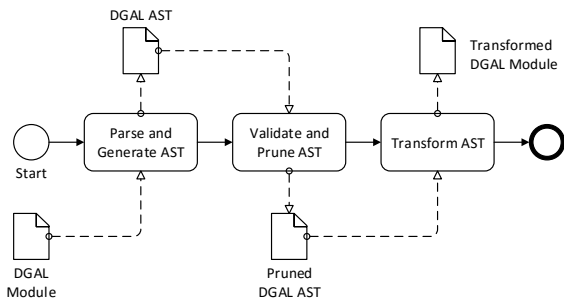 DGAL AST
Transformed
DGAL Module
Parse and
Generate AST
Validate and
Prune AST
Transform AST
Start
DGAL
Module
Pruned
DGAL AST